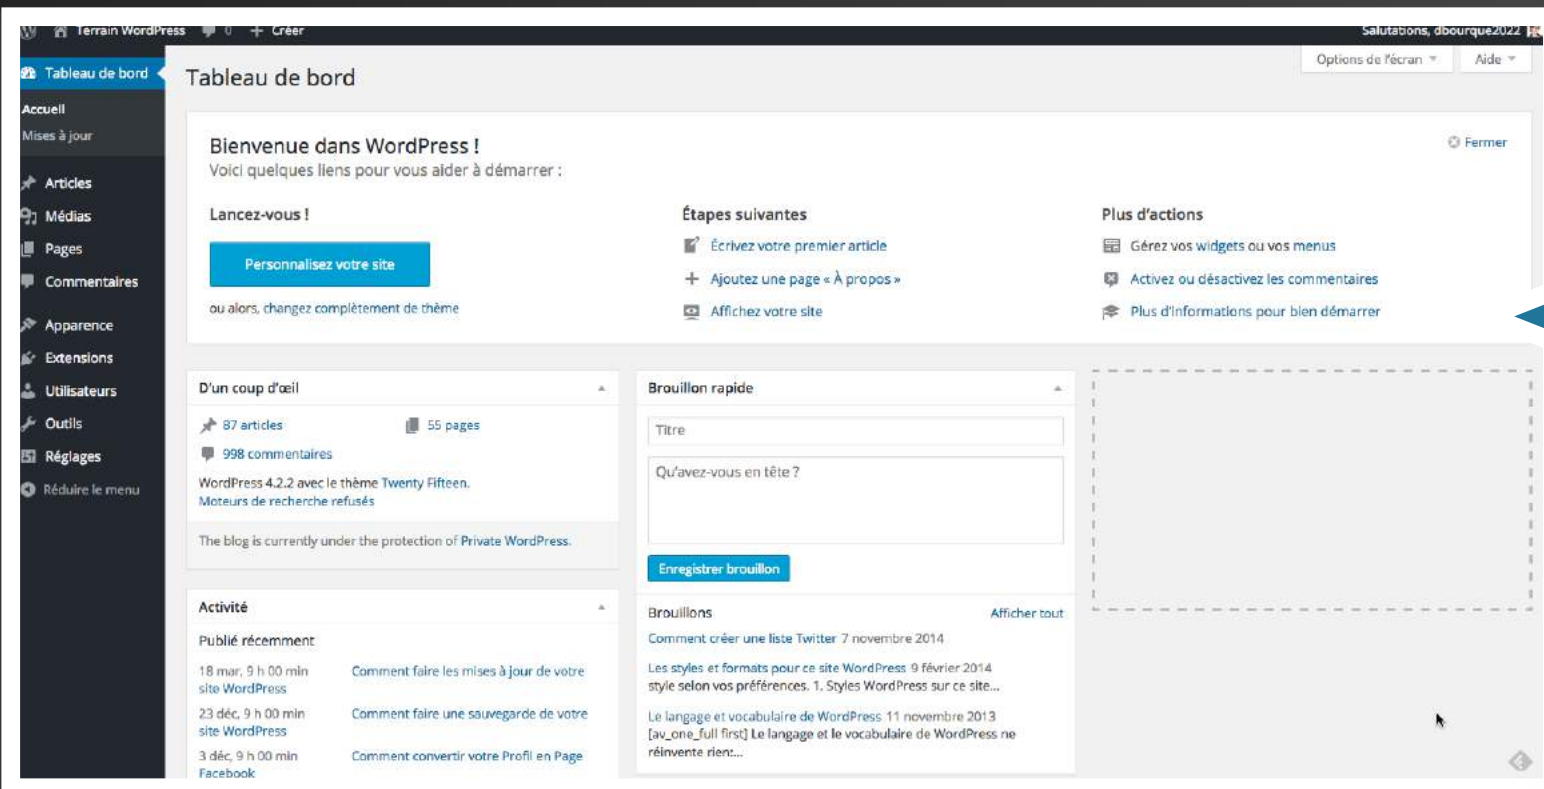 Terrain WordPress 0 + Créer
Salutations, dbourque2022
Tableau de bord
Accueil
Mises à jour
Articles
Médias
Pages
Commentaires
Apparence
Extensions
Utilisateurs
Outils
Réglages
Réduire le menu
Tableau de bord
Options de l'écran
Aide
Bienvenue dans WordPress !
Voici quelques liens pour vous aider à démarrer :
Fermer
Lancez-vous !
Personnalisez votre site
ou alors, changez complètement de thème
Étapes suivantes
Écrivez votre premier article
Ajoutez une page « À propos »
Affichez votre site
Plus d'actions
Gérez vos widgets ou vos menus
Activez ou désactivez les commentaires
Plus d'informations pour bien démarrer
D'un coup d'œil
87 articles
55 pages
998 commentaires
WordPress 4.2.2 avec le thème Twenty Fifteen.
Moteurs de recherche refusés
The blog is currently under the protection of Private WordPress.
Activité
Publié récemment
18 mar, 9 h 00 min Comment faire les mises à jour de votre
site WordPress
23 déc, 9 h 00 min Comment faire une sauvegarde de votre
site WordPress
3 déc, 9 h 00 min Comment convertir votre Profil en Page
Facebook
Brouillon rapide
Titre
Qu'avez-vous en tête ?
Enregistrer brouillon
Brouillons
Afficher tout
Comment créer une liste Twitter 7 novembre 2014
Les styles et formats pour ce site WordPress 9 février 2014
style selon vos préférences. 1. Styles WordPress sur ce site...
Le langage et vocabulaire de WordPress 11 novembre 2013
[av_one_full first] Le langage et le vocabulaire de WordPress ne
réinvente rien:...